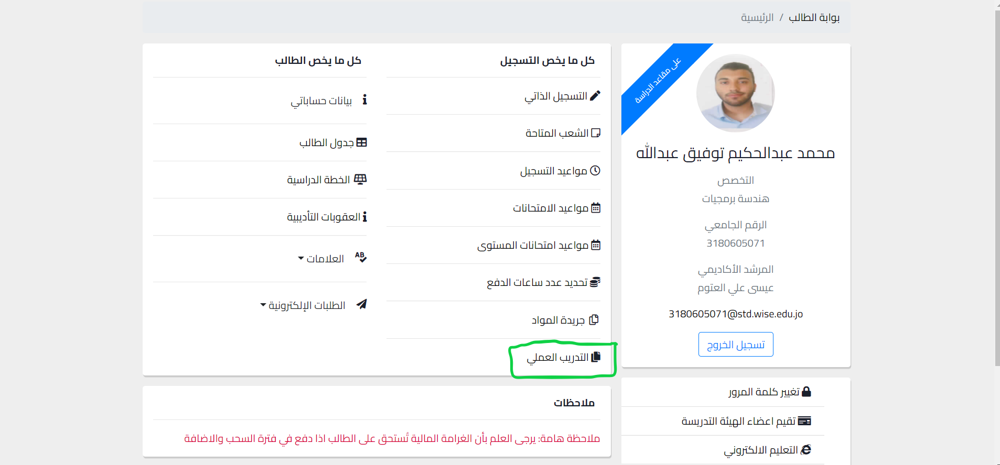 بوابة الطالب / الرئيسية
على مقاعد الدراسة
محمد عبدالحكيم توفيق عبدالله
التخصص
هندسة برمجيات
الرقم الجامعي
3180605071
المرشد الأكاديمي
عيسى علي العتوم
3180605071@std.wise.edu.jo
تسجيل الخروج
تغيير كلمة المرور
تقيم اعضاء الهيئة التدريسة
التعليم الالكتروني
كل ما يخص التسجيل
التسجيل الذاتي
الشعب المتاحة
مواعيد التسجيل
مواعيد الامتحانات
مواعيد امتحانات المستوى
تحديد عدد ساعات الدفع
جريدة المواد
التدريب العملي
كل ما يخص الطالب
بيانات حساباتي
جدول الطالب
الخطة الدراسية
العقوبات التأديبية
العلامات
الطلبات الإلكترونية
ملاحظات
ملاحظة هامة: يرجى العلم بأن الغرامة المالية تُستحق على الطالب اذا دفع في فترة السحب والاضافة